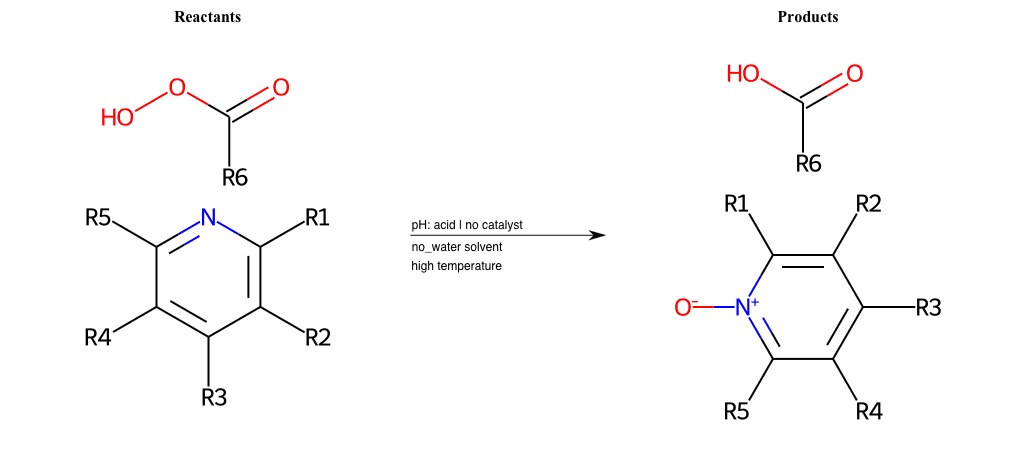 Reactants
Products
HO
O
O
R6
R5
N
R1
R4
R2
R3
pH: acid | no catalyst
no_water solvent
high temperature
HO
O
R6
R1
R2
O-
N+
R3
R5
R4